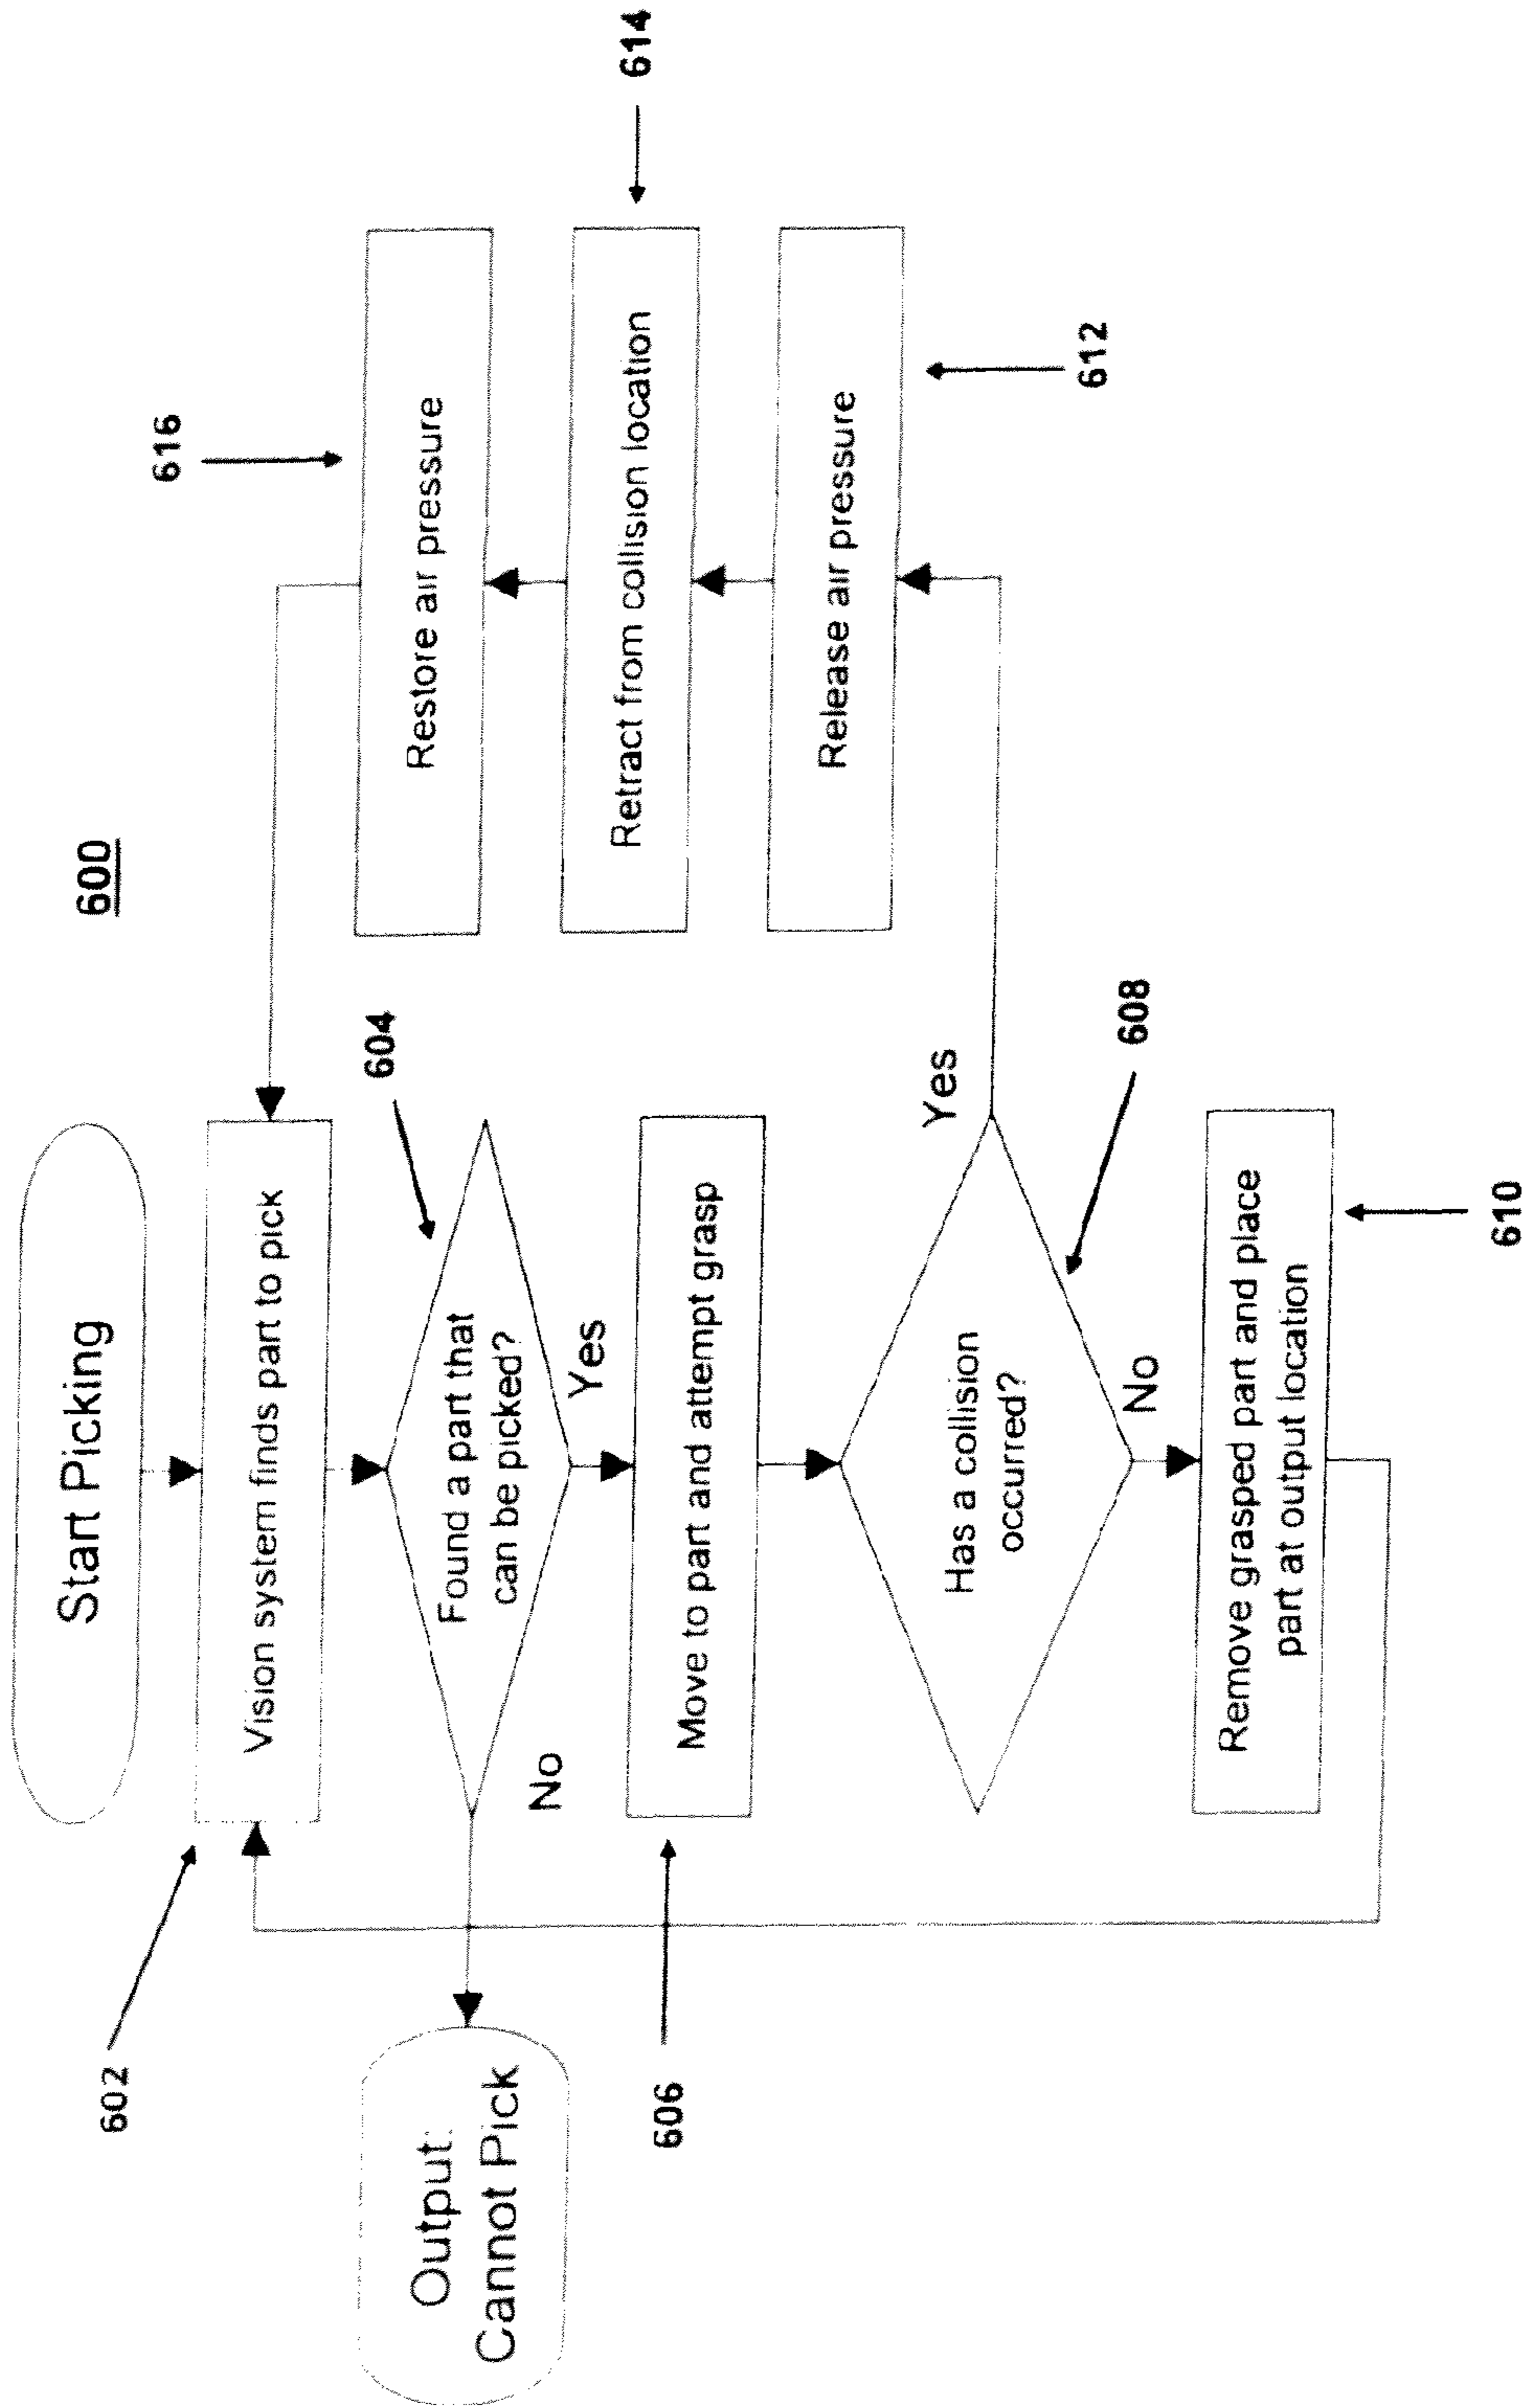 600
Start Picking
602
Vision system finds part to pick
604
Found a part that
can be picked?
No
Yes
Output:
Cannot Pick
606
Move to part and attempt grasp
608
Has a collision
occurred?
Yes
No
610
Remove grasped part and place
part at output location
612
Release air pressure
614
Retract from collision location
616
Restore air pressure